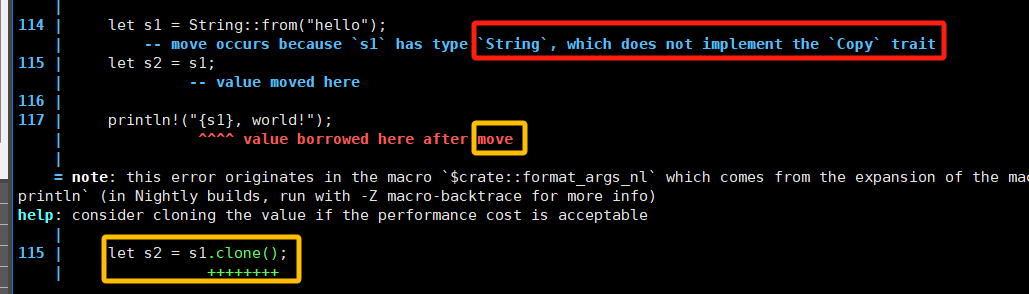 |
114 |     let s1 = String::from("hello");
|         -- move occurs because `s1` has type `String`, which does not implement the `Copy` trait
115 |     let s2 = s1;
|              -- value moved here
116 |
117 |     println!("{s1}, world!");
|               ^^^^ value borrowed here after move
|
= note: this error originates in the macro `$crate::format_args_nl` which comes from the expansion of the mac
println` (in Nightly builds, run with -Z macro-backtrace for more info)
help: consider cloning the value if the performance cost is acceptable
|
115 |     let s2 = s1.clone();
|                ++++++++